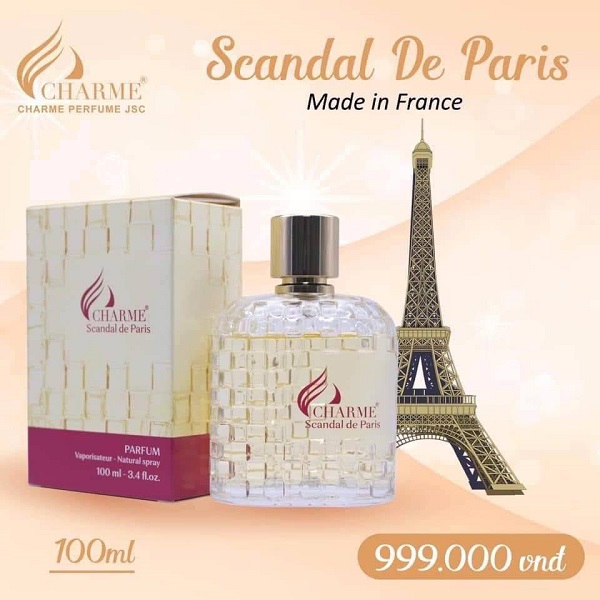 CHARME®
CHARME PERFUME JSC
Scandal De Paris
Made in France
CHARME®
Scandal de Paris
PARFUM
Vaporisateur - Natural spray
100 ml - 3.4 fl.oz.
CHARME®
Scandal de Paris
100ml
999.000 vnđ